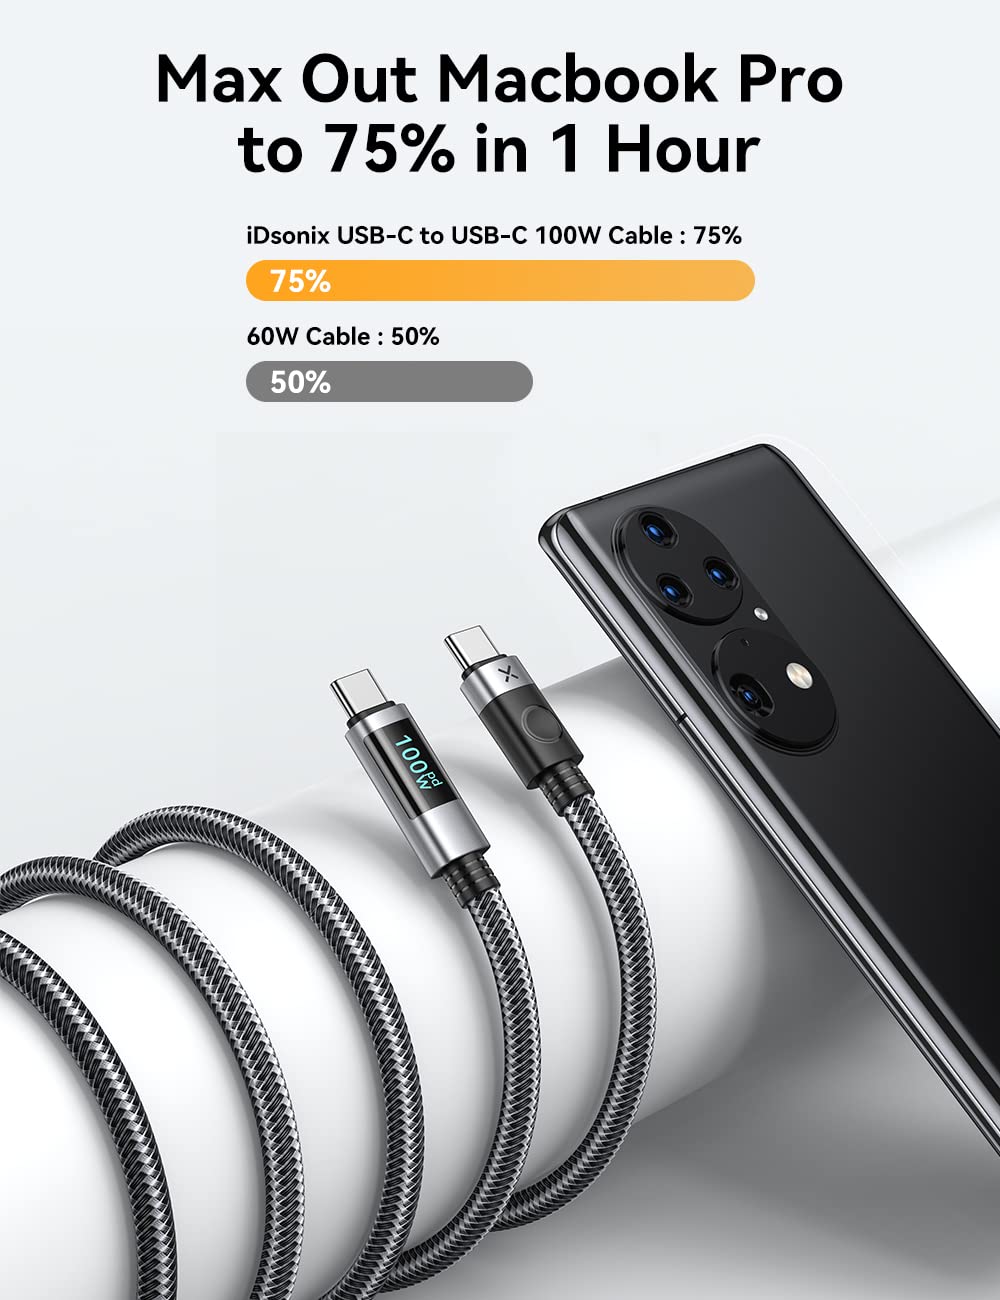 Max Out Macbook Pro
to 75% in 1 Hour
iDsonix USB-C to USB-C 100W Cable : 75%
75%
60W Cable : 50%
50%
100W
pd